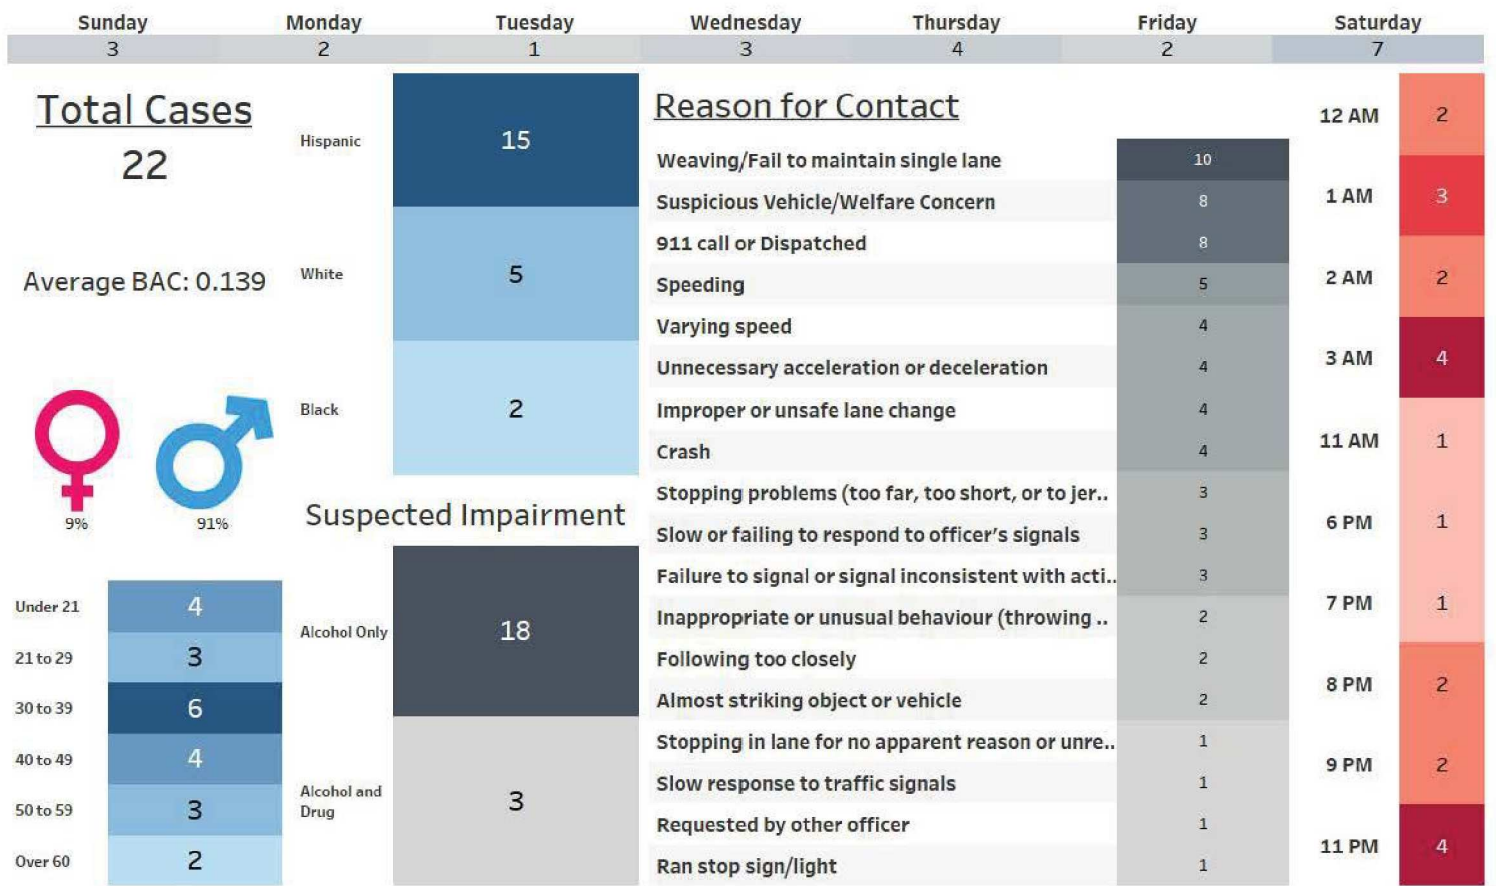 Sunday Monday Tuesday Wednesday Thursday Friday Saturday
3 2 1 3 4 2 7
Total Cases
22
Average BAC: 0.139
9% 91%
Under 21 4
21 to 29 3
30 to 39 6
40 to 49 4
50 to 59 3
Over 60 2
Hispanic 15
White 5
Black 2
Suspected Impairment
Alcohol Only 18
Alcohol and
Drug
3
Reason for Contact
Weaving/Fail to maintain single lane 10
Suspicious Vehicle/Welfare Concern 8
911 call or Dispatched 8
Speeding 5
Varying speed 4
Unnecessary acceleration or deceleration 4
Improper or unsafe lane change 4
Crash 4
Stopping problems (too far, too short, or to jer.. 3
Slow or failing to respond to officer's signals 3
Failure to signal or signal inconsistent with acti.. 3
Inappropriate or unusual behaviour (throwing .. 2
Following too closely 2
Almost striking object or vehicle 2
Stopping in lane for no apparent reason or unre.. 1
Slow response to traffic signals 1
Requested by other officer 1
Ran stop sign/light 1
12 AM 2
1 AM 3
2 AM 2
3 AM 4
11 AM 1
6 PM 1
7 PM 1
8 PM 2
9 PM 2
11 PM 4